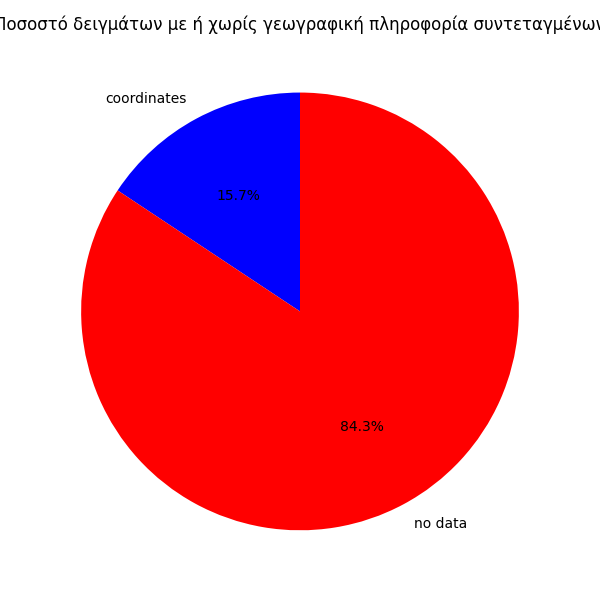 Ποσοστό δειγμάτων με ή χωρίς γεωγραφική πληροφορία συντεταγμένων
coordinates
15.7%
84.3%
no data